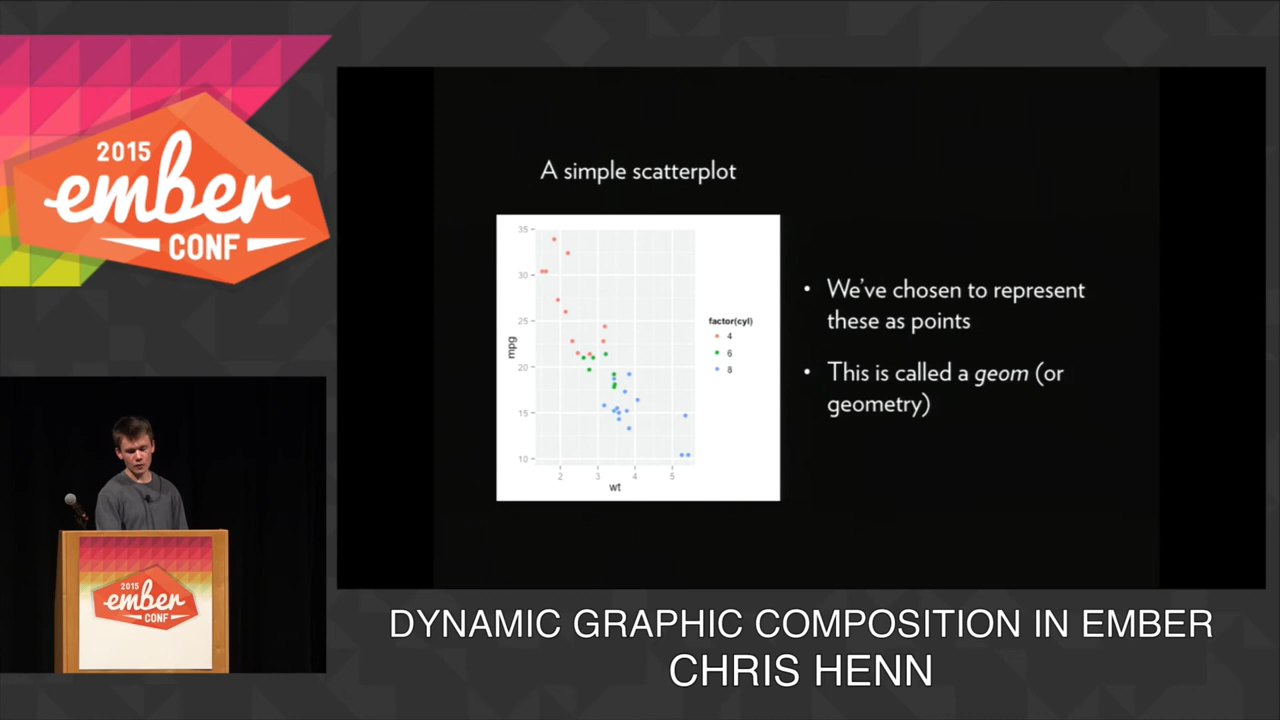 2015
ember
CONF
A simple scatterplot
35
30
25
20
15
10
mpg
2 3 4 5
wt
factor(cyl)
4
6
8
• We've chosen to represent
these as points
• This is called a geom (or
geometry)
2015
ember
CONF
DYNAMIC GRAPHIC COMPOSITION IN EMBER
CHRIS HENN